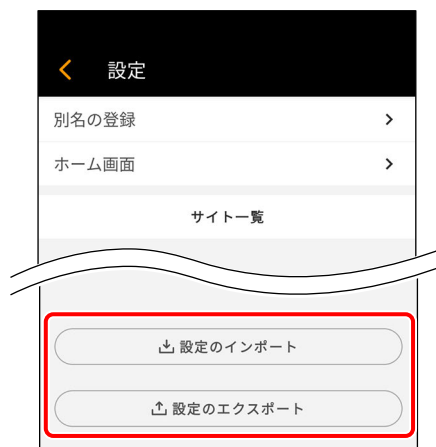 設定
別名の登録
ホーム画面
サイト一覧
設定のインポート
設定のエクスポート